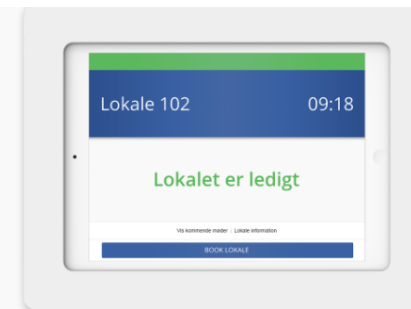 Lokale 102
09:18
Lokalet er ledigt
Vis kommende møder | Lokale information
BOOK LOKALE